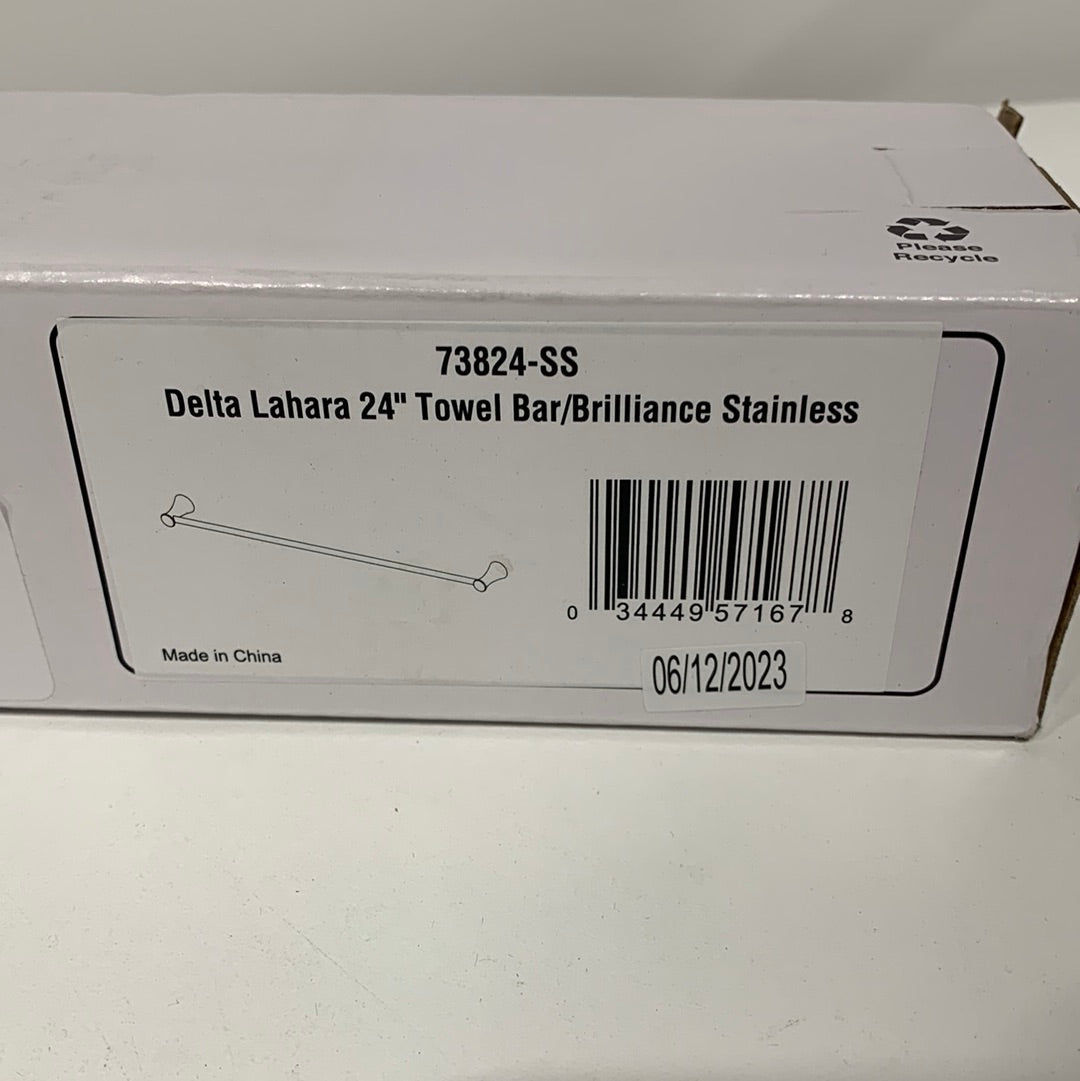 Please
Recycle
73824-SS
Delta Lahara 24" Towel Bar/Brilliance Stainless
0 34449 57167 8
Made in China
06/12/2023